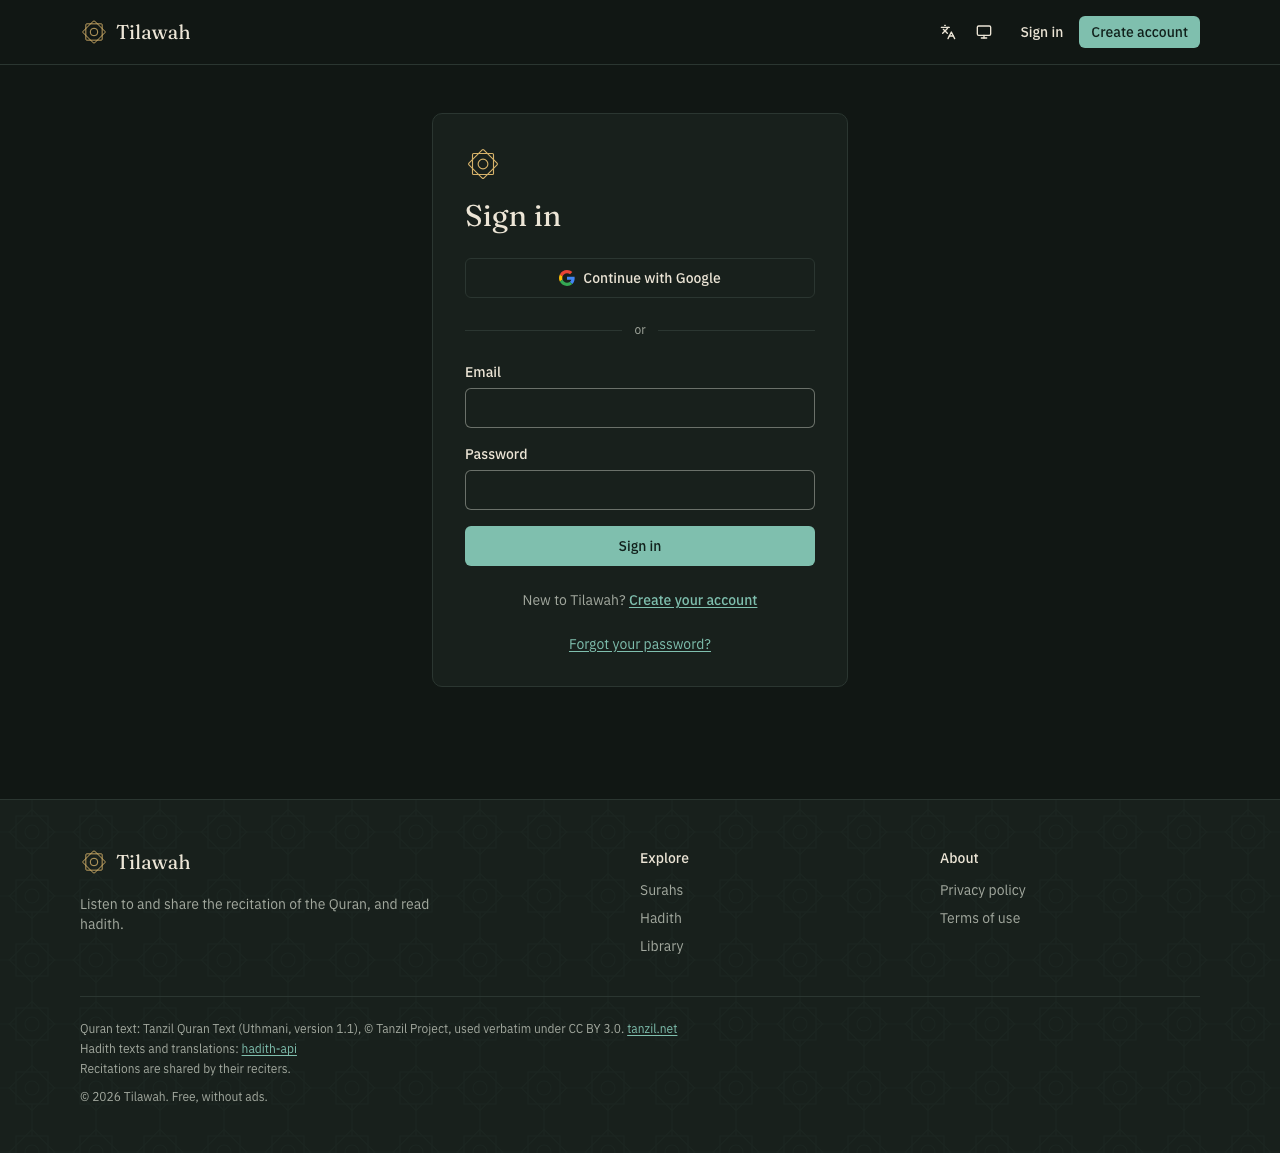 Tilawah
Sign in
Create account
Sign in
Continue with Google
or
Email
Password
Sign in
New to Tilawah? Create your account
Forgot your password?
Tilawah
Listen to and share the recitation of the Quran, and read
hadith.
Explore
Surahs
Hadith
Library
About
Privacy policy
Terms of use
Quran text: Tanzil Quran Text (Uthmani, version 1.1), © Tanzil Project, used verbatim under CC BY 3.0. tanzil.net
Hadith texts and translations: hadith-api
Recitations are shared by their reciters.
© 2026 Tilawah. Free, without ads.